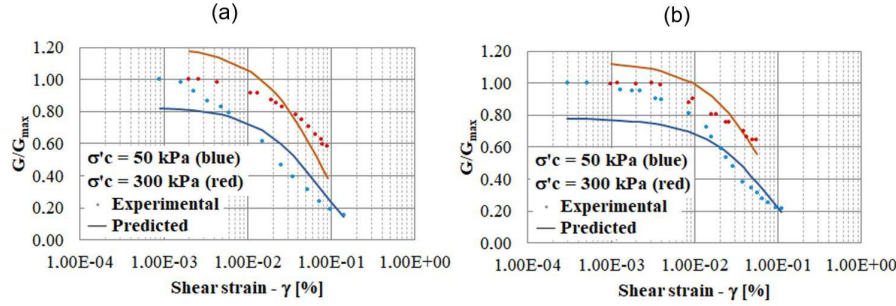 (a)
1.20
1.00
0.80
0.60
0.40
0.20
0.00
G/Gmax
σ'c = 50 kPa (blue)
σ'c = 300 kPa (red)
Experimental
Predicted
1.00E-04 1.00E-03 1.00E-02 1.00E-01 1.00E+00
Shear strain - γ [%]
(b)
1.20
1.00
0.80
0.60
0.40
0.20
0.00
G/Gmax
σ'c = 50 kPa (blue)
σ'c = 300 kPa (red)
Experimental
Predicted
1.00E-04 1.00E-03 1.00E-02 1.00E-01 1.00E+00
Shear strain - γ [%]